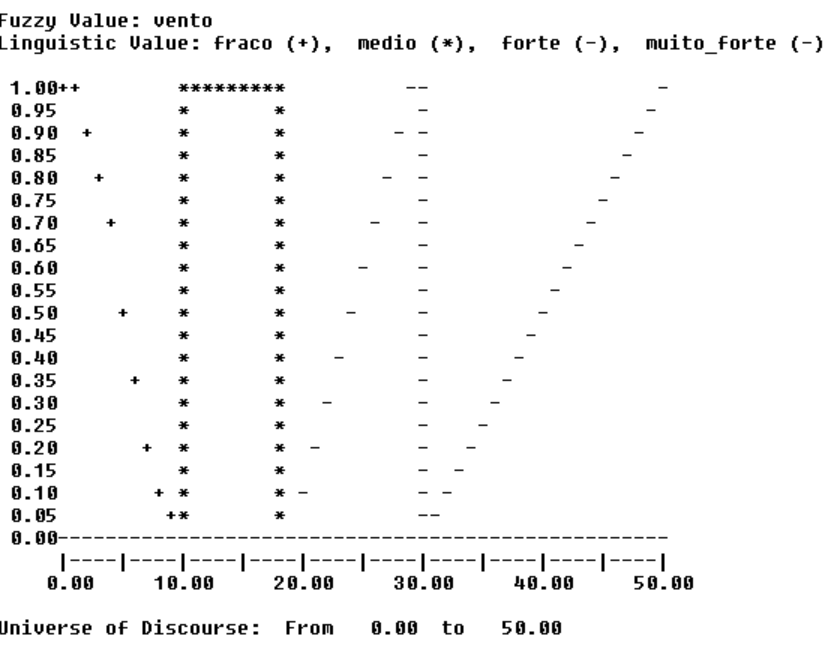 Fuzzy Value: vento
Linguistic Value: fraco (+),  medio (*),  forte (-),  muito_forte (-)
 1.00++        *********          --                   -
 0.95          *       *           -                  -
 0.90  +       *       *         - -                 -
 0.85          *       *           -                -
 0.80   +      *       *        -  -               -
 0.75          *       *           -              -
 0.70    +     *       *       -   -             -
 0.65          *       *           -            -
 0.60          *       *      -    -           -
 0.55          *       *           -          -
 0.50     +    *       *     -     -         -
 0.45          *       *           -        -
 0.40          *       *    -      -       -
 0.35      +   *       *           -      -
 0.30          *       *   -       -     -
 0.25          *       *           -    -
 0.20       +  *       *  -        -   -
 0.15          *       *           -  -
 0.10        + *       * -         - -
 0.05         +*       *           --
 0.00---------------------------------------------------
     |----|----|----|----|----|----|----|----|----|----|
    0.00     10.00     20.00     30.00     40.00     50.00
Universe of Discourse:  From   0.00  to   50.00